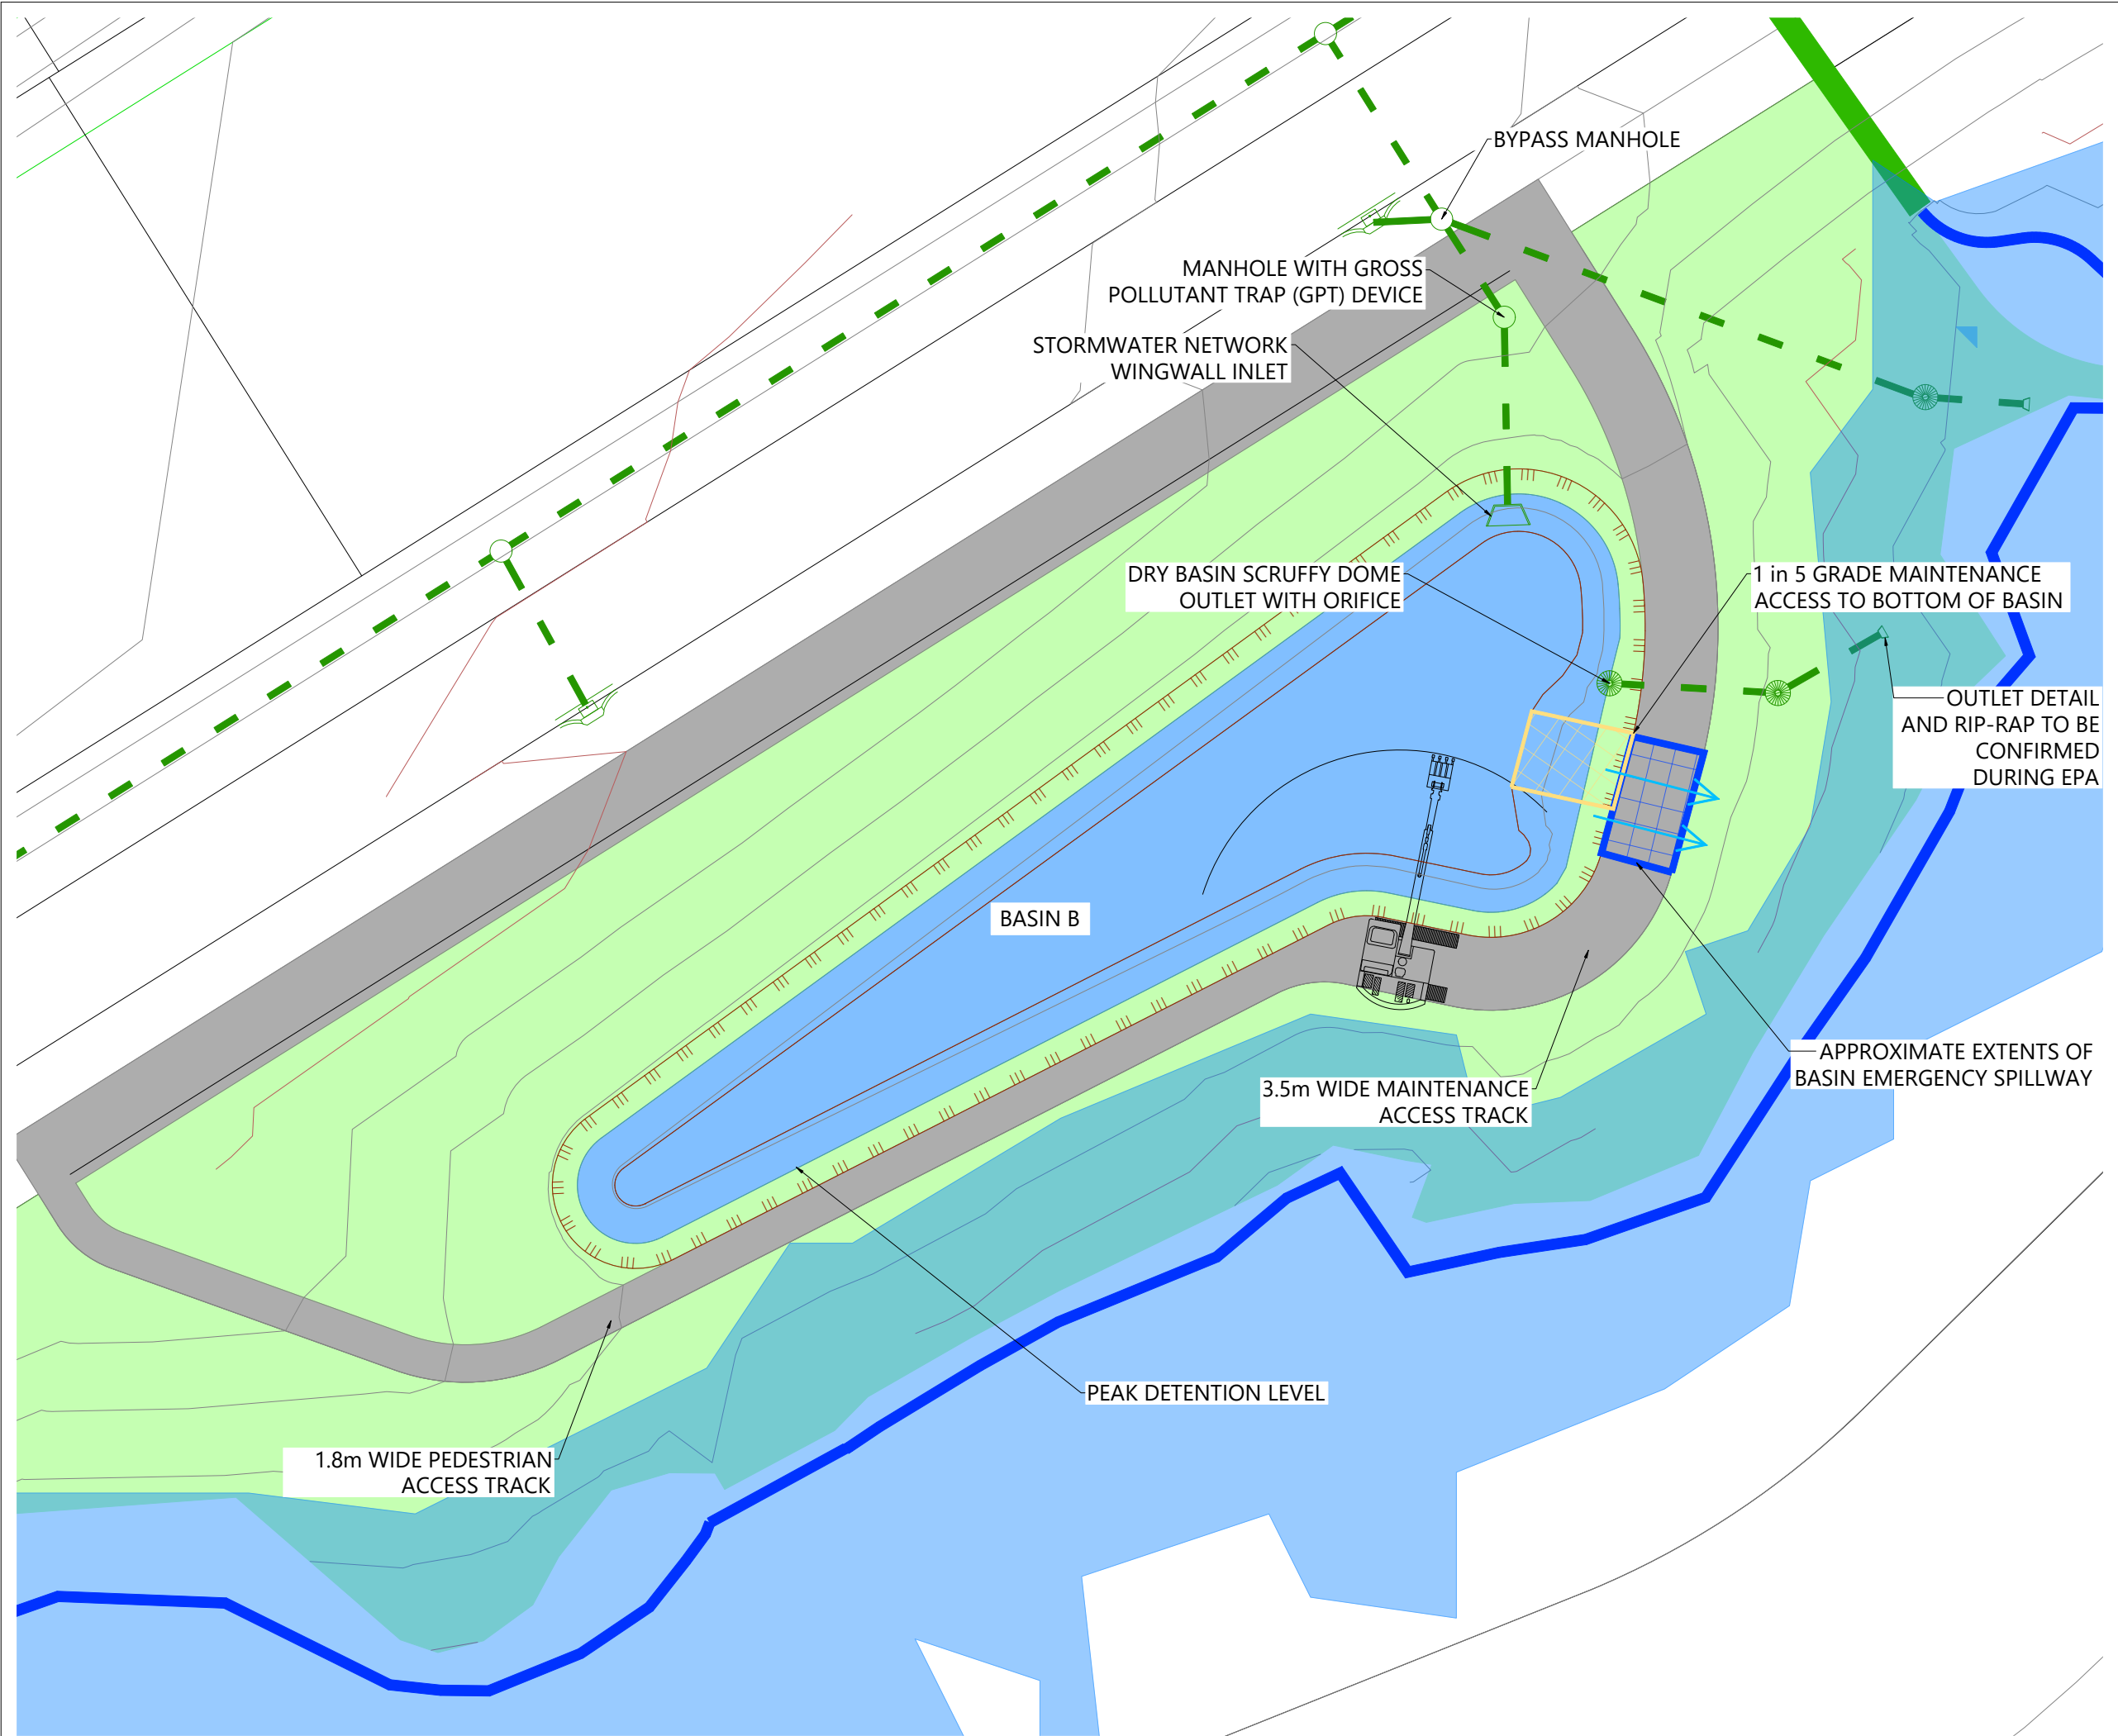 BYPASS MANHOLE
MANHOLE WITH GROSS
POLLUTANT TRAP (GPT) DEVICE
STORMWATER NETWORK
WINGWALL INLET
DRY BASIN SCRUFFY DOME
OUTLET WITH ORIFICE
1 in 5 GRADE MAINTENANCE
ACCESS TO BOTTOM OF BASIN
OUTLET DETAIL
AND RIP-RAP TO BE
CONFIRMED
DURING EPA
BASIN B
APPROXIMATE EXTENTS OF
BASIN EMERGENCY SPILLWAY
3.5m WIDE MAINTENANCE
ACCESS TRACK
PEAK DETENTION LEVEL
1.8m WIDE PEDESTRIAN
ACCESS TRACK